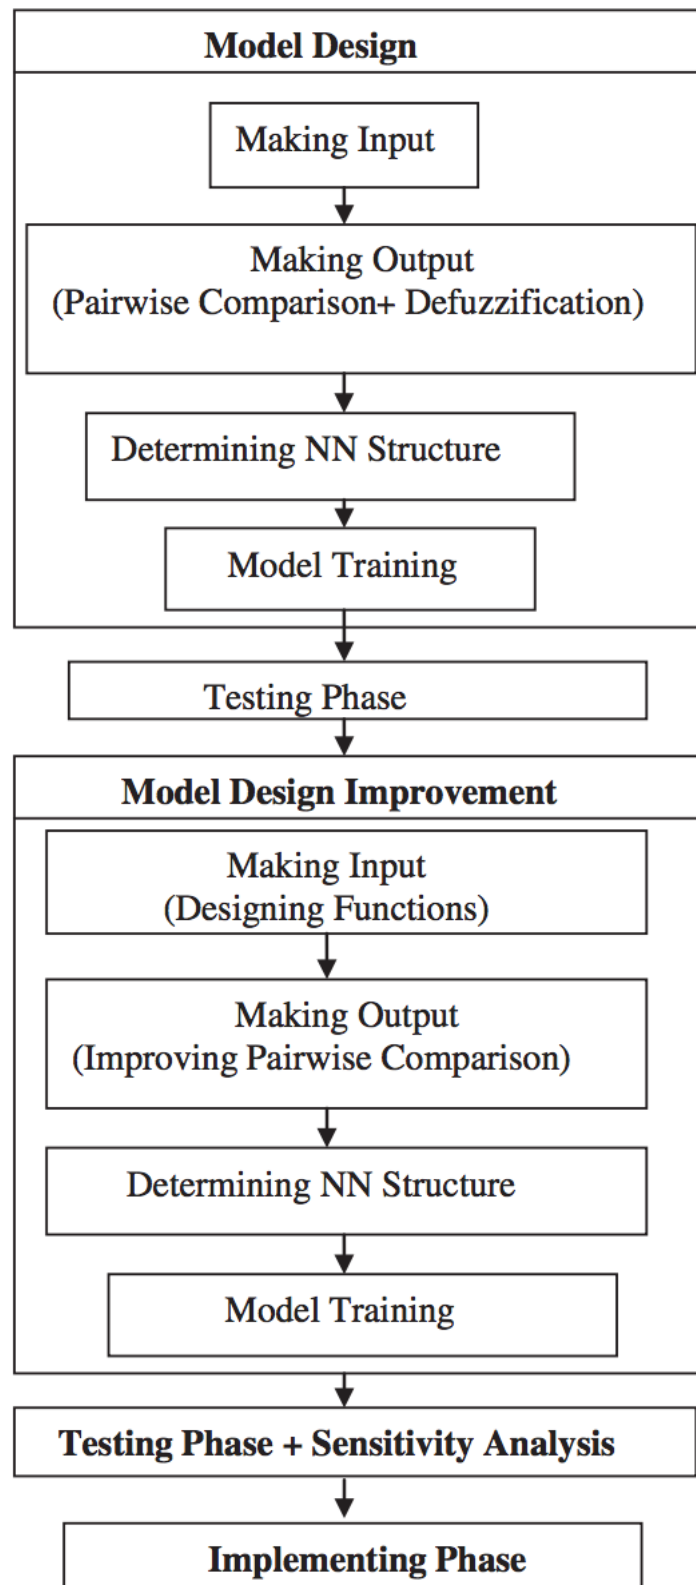 Model Design
Making Input
Making Output
(Pairwise Comparison+ Defuzzification)
Determining NN Structure
Model Training
Testing Phase
Model Design Improvement
Making Input
(Designing Functions)
Making Output
(Improving Pairwise Comparison)
Determining NN Structure
Model Training
Testing Phase + Sensitivity Analysis
Implementing Phase